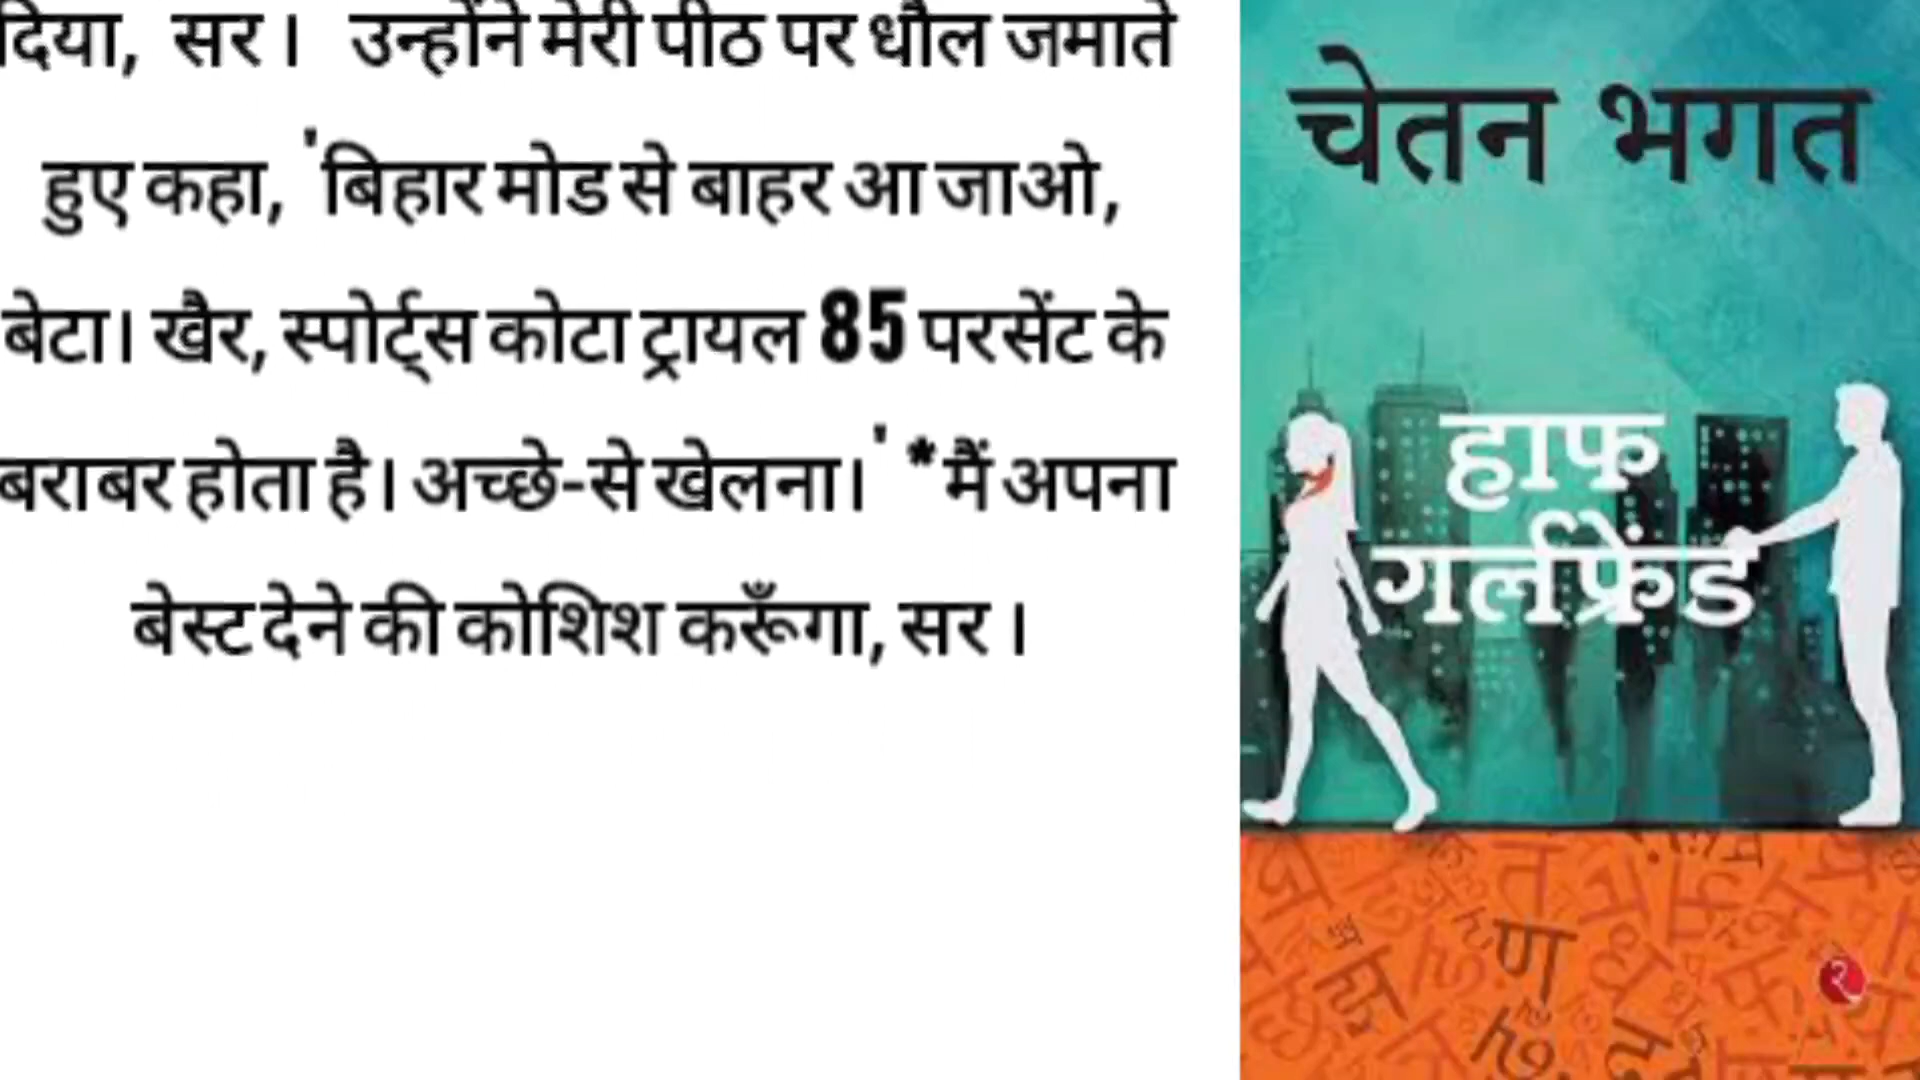 दिया, सर। उन्होंने मेरी पीठ पर धौल जमाते
हुए कहा, 'बिहार मोड से बाहर आ जाओ,
बेटा। खैर, स्पोर्ट्स कोटा ट्रायल 85 परसेंट के
बराबर होता है। अच्छे-से खेलना।' *मैं अपना
बेस्ट देने की कोशिश करूँगा, सर।
चेतन भगत
हाफ
गर्लफ्रेंड
ण